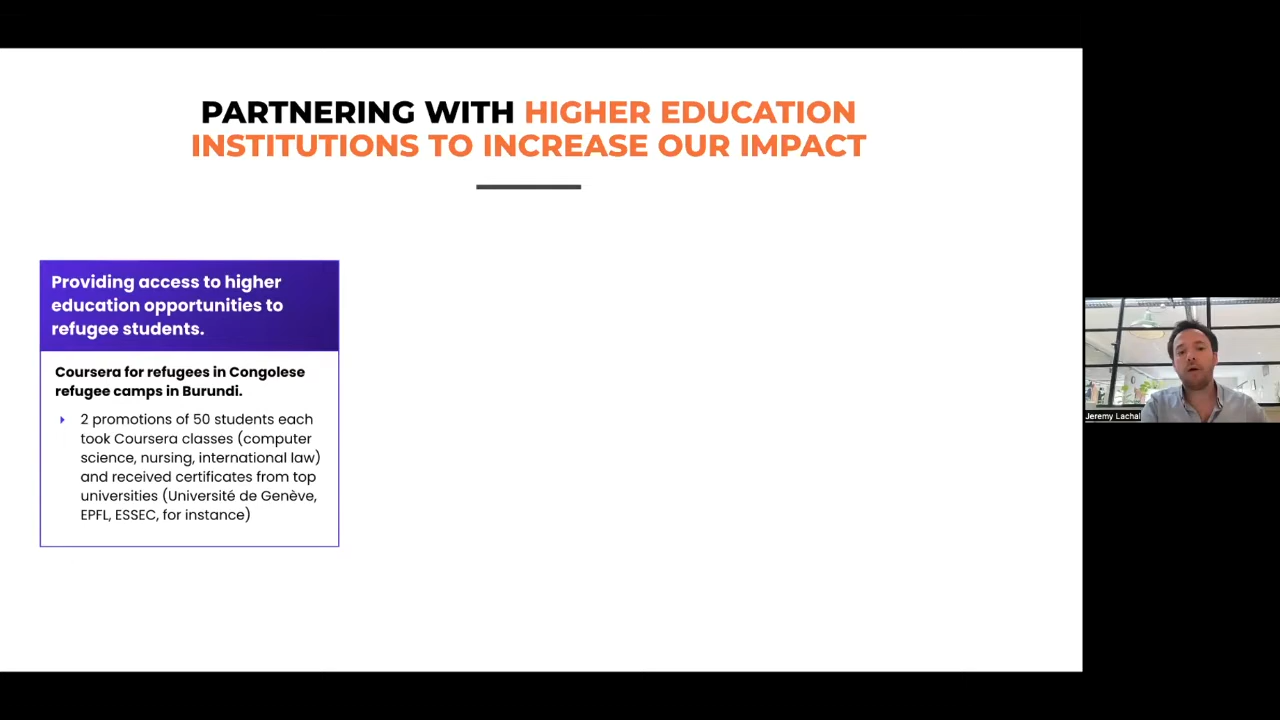 PARTNERING WITH HIGHER EDUCATION
INSTITUTIONS TO INCREASE OUR IMPACT
Providing access to higher
education opportunities to
refugee students.
Coursera for refugees in Congolese
refugee camps in Burundi.
2 promotions of 50 students each
took Coursera classes (computer
science, nursing, international law)
and received certificates from top
universities (Université de Genève,
EPFL, ESSEC, for instance)
Jeremy Lachal